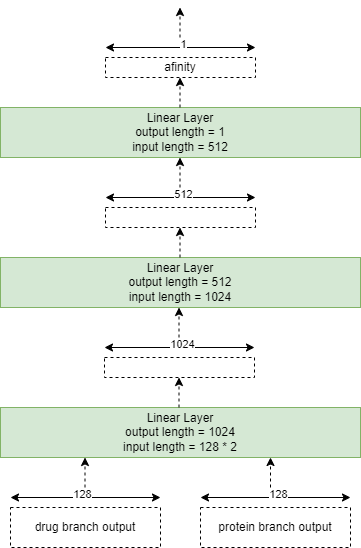 1
afinity
Linear Layer
output length = 1
input length = 512
512
Linear Layer
output length = 512
input length = 1024
1024
Linear Layer
output length = 1024
input length = 128 * 2
128
128
drug branch output
protein branch output